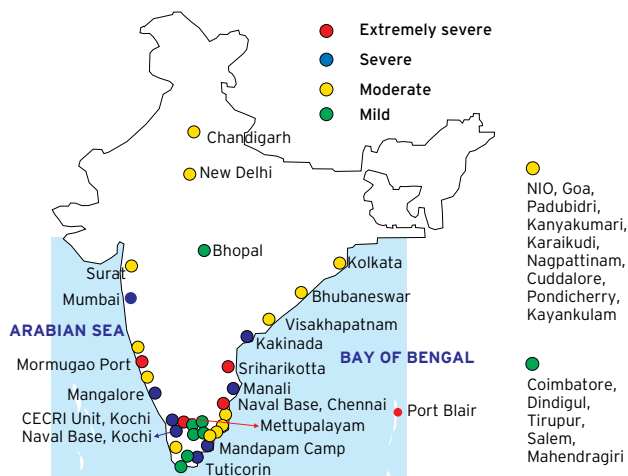 Extremely severe
Severe
Moderate
Mild
Chandigarh
New Delhi
Bhopal
Kolkata
Surat
Mumbai
Bhubaneswar
Visakhapatnam
ARABIAN SEA
Kakinada
Mormugao Port
Sriharikotta
BAY OF BENGAL
Mangalore
Manali
Naval Base, Chennai
Port Blair
CECRI Unit, Kochi
Mettupalayam
Naval Base, Kochi
Mandapam Camp
Tuticorin
NIO, Goa,
Padubidri,
Kanyakumari,
Karaikudi,
Nagpattinam,
Cuddalore,
Pondicherry,
Kayankulam
Coimbatore,
Dindigul,
Tirupur,
Salem,
Mahendragiri